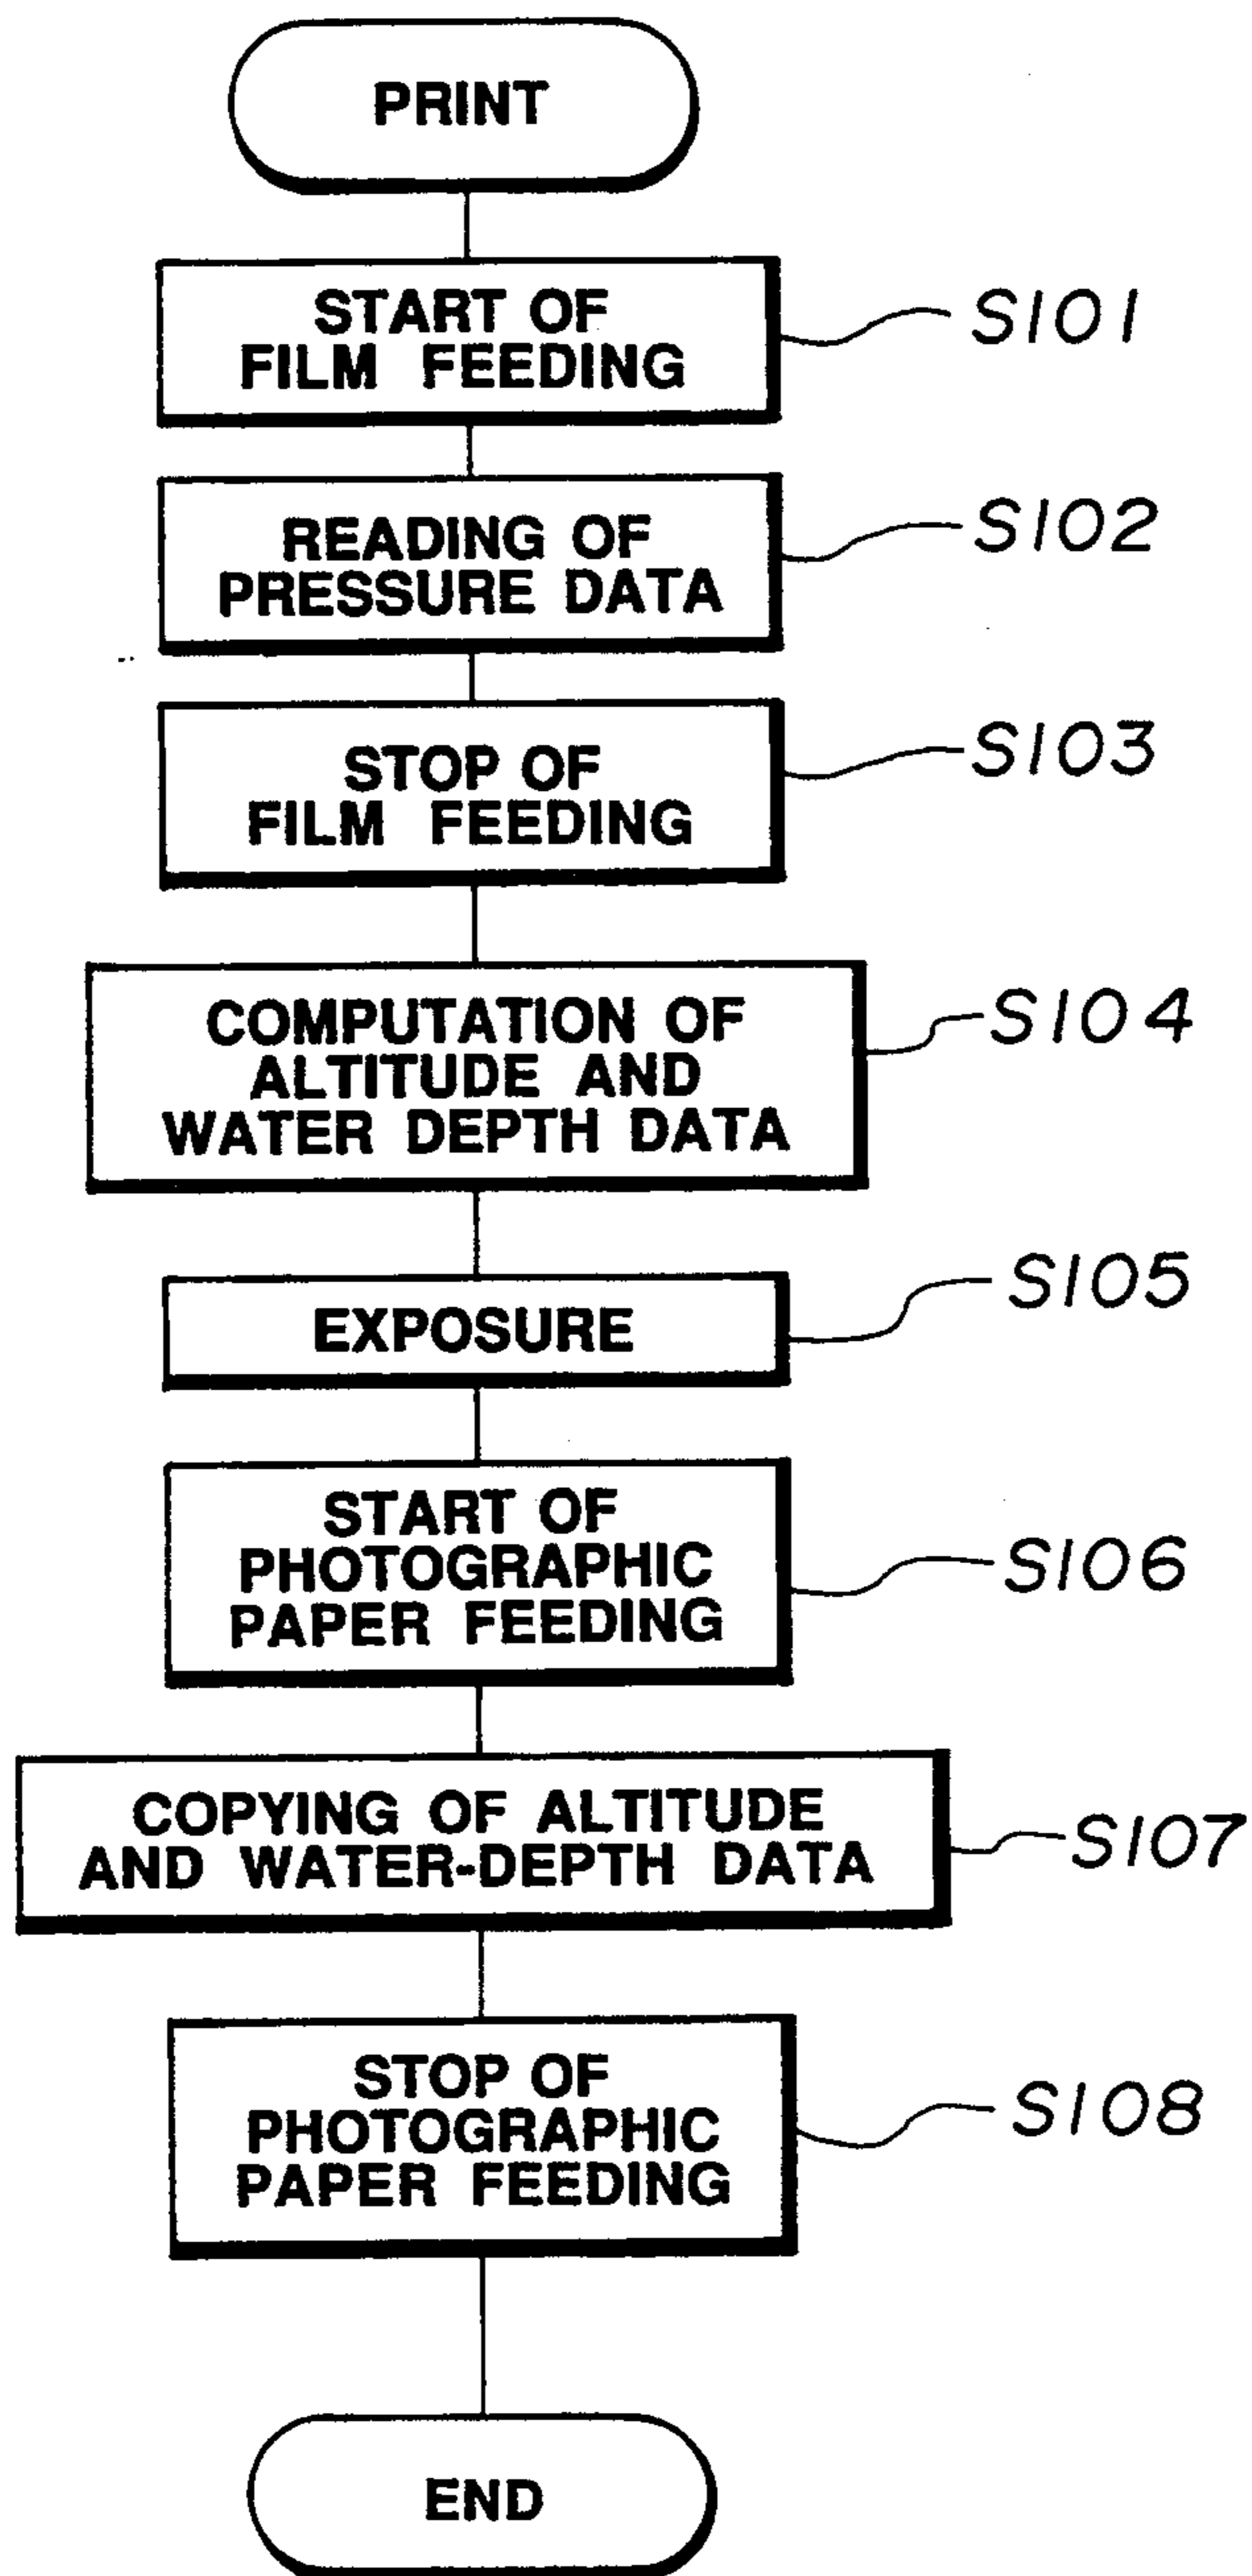 PRINT
START OF
FILM FEEDING
S101
READING OF
PRESSURE DATA
S102
STOP OF
FILM FEEDING
S103
COMPUTATION OF
ALTITUDE AND
WATER DEPTH DATA
S104
EXPOSURE
S105
START OF
PHOTOGRAPHIC
PAPER FEEDING
S106
COPYING OF ALTITUDE
AND WATER-DEPTH DATA
S107
STOP OF
PHOTOGRAPHIC
PAPER FEEDING
S108
END